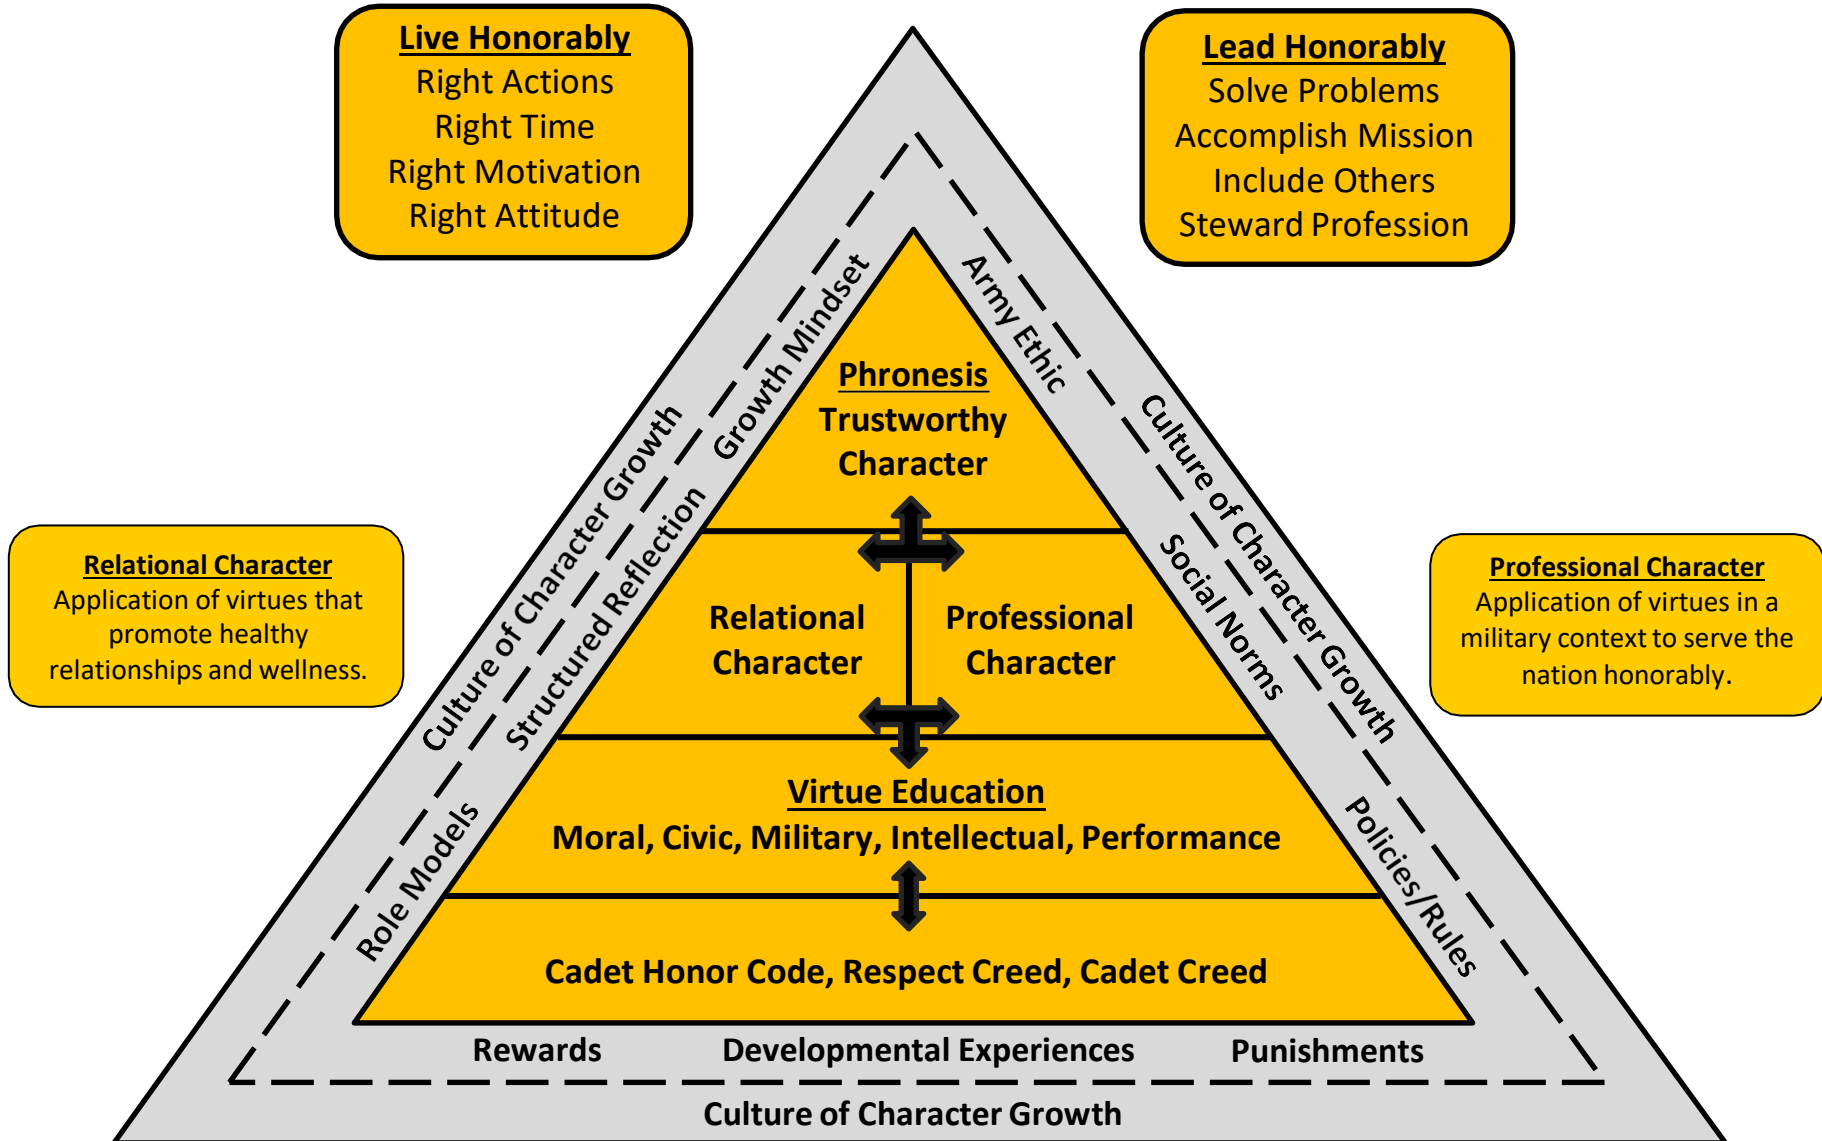 Live Honorably
Right Actions
Right Time
Right Motivation
Right Attitude
Lead Honorably
Solve Problems
Accomplish Mission
Include Others
Steward Profession
Relational Character
Application of virtues that
promote healthy
relationships and wellness.
Professional Character
Application of virtues in a
military context to serve the
nation honorably.
Culture of Character Growth
Role Models
Structured Reflection
Growth Mindset
Army Ethic
Social Norms
Policies/Rules
Culture of Character Growth
Phronesis
Trustworthy
Character
Relational
Character
Professional
Character
Virtue Education
Moral, Civic, Military, Intellectual, Performance
Cadet Honor Code, Respect Creed, Cadet Creed
Rewards
Developmental Experiences
Punishments
Culture of Character Growth